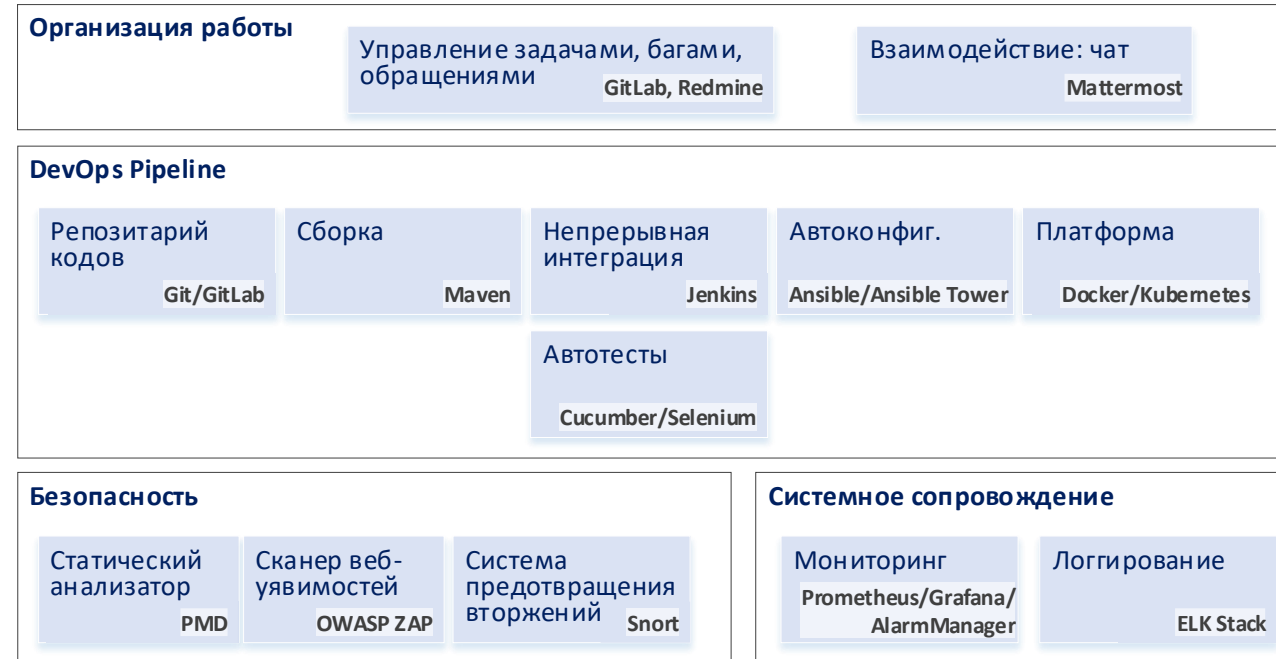 Организация работы
Управление задачами, багами,
обращениями
GitLab, Redmine
Взаимодействие: чат
Mattermost
DevOps Pipeline
Репозитарий
кодов
Git/GitLab
Сборка
Maven
Непрерывная
интеграция
Jenkins
Автоконфиг.
Ansible/Ansible Tower
Платформа
Docker/Kubernetes
Автотесты
Cucumber/Selenium
Безопасность
Статический
анализатор
PMD
Сканер веб-
уявимостей
OWASP ZAP
Система
предотвращения
вторжений
Snort
Системное сопровождение
Мониторинг
Prometheus/Grafana/
AlarmManager
Логгирование
ELK Stack